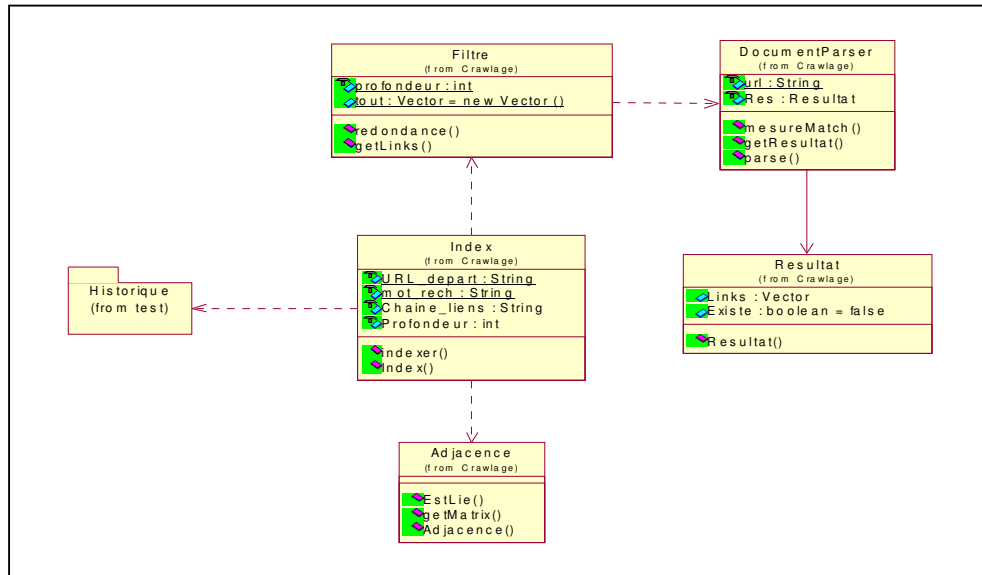 Filtre
(from Crawlage)
profondeur : int
tout : Vector = new Vector()
redondance()
getLinks()
DocumentParser
(from Crawlage)
url : String
Res : Resultat
mesureMatch()
getResultat()
parse()
Historique
(from test)
Index
(from Crawlage)
URL_depart : String
mot_rech : String
Chaine_liens : String
Profondeur : int
indexer()
Index()
Resultat
(from Crawlage)
Links : Vector
Existe : boolean = false
Resultat()
Adjacence
(from Crawlage)
EstLie()
getMatrix()
Adjacence()